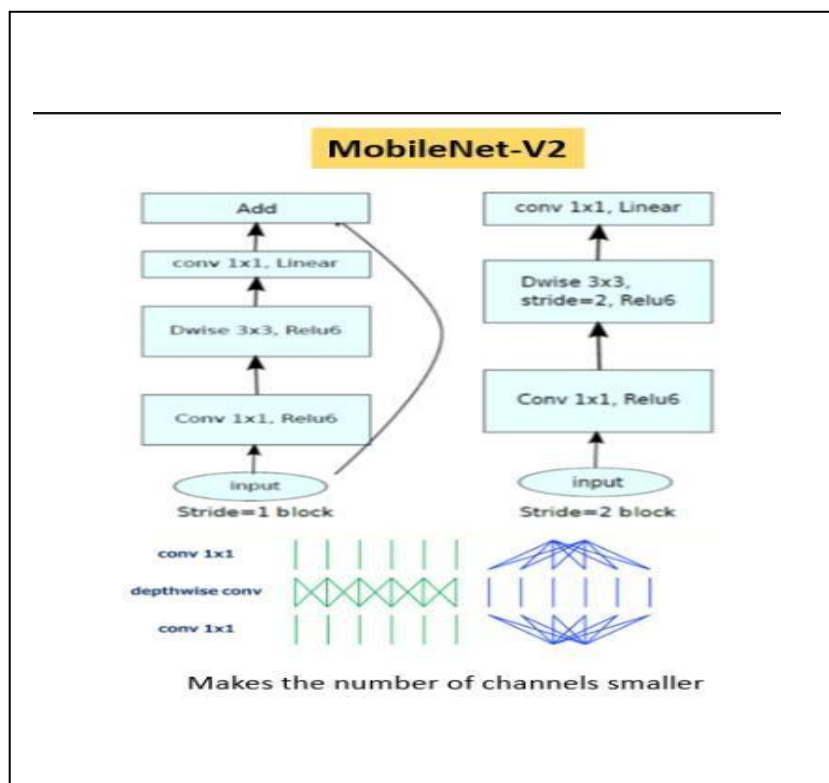 MobileNet-V2
Add
conv 1x1, Linear
Dwise 3x3, Relu6
Conv 1x1, Relu6
input
Stride=1 block
conv 1x1, Linear
Dwise 3x3,
stride=2, Relu6
Conv 1x1, Relu6
input
Stride=2 block
conv 1x1
depthwise conv
conv 1x1
Makes the number of channels smaller